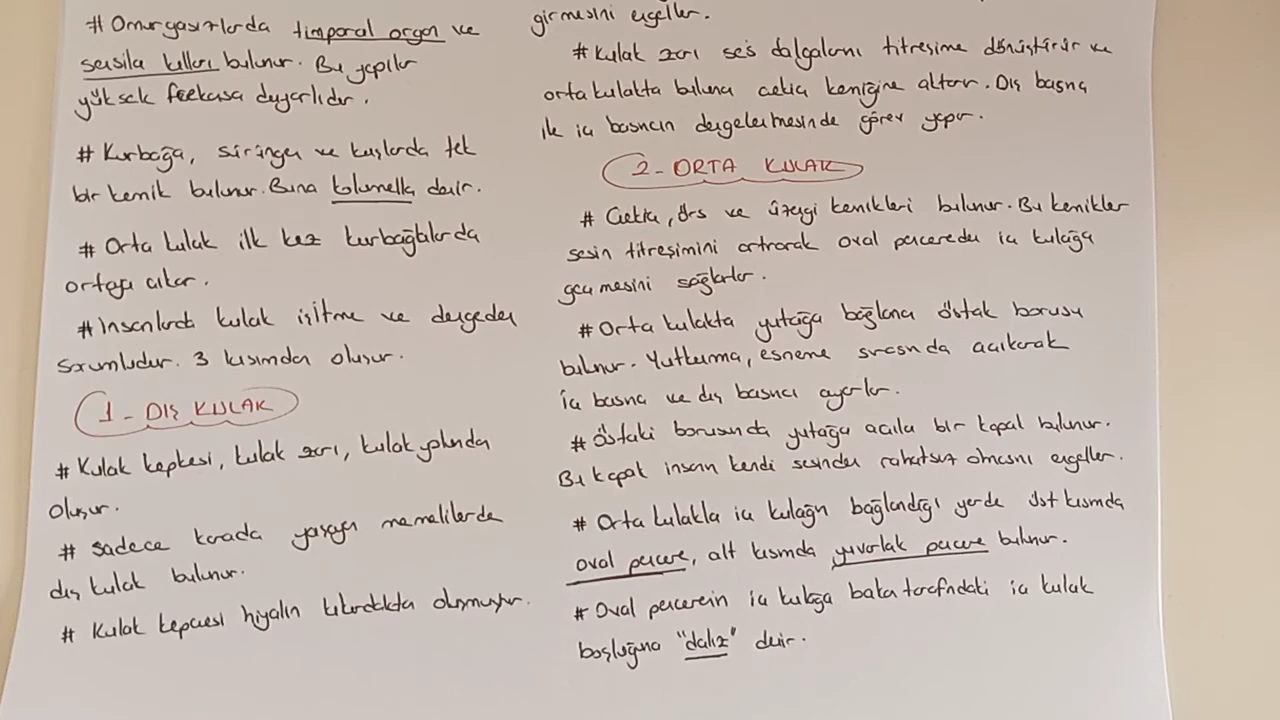 # Omurgasızlarda timporal organ ve
sensila kılları bulunur. Bu yapılar
yüksek frekansa duyarlıdır.
# Kurbağa, sürüngen ve kuşlarda tek
bir kemik bulunur. Buna kolumella denir.
# Orta kulak ilk kez kurbağalarda
ortaya çıkar.
# İnsanlarda kulak işitme ve dengeden
sorumludur. 3 kısımdan oluşur.
1 - DIŞ KULAK
# Kulak kepçesi, kulak zarı, kulak yolundan
oluşur.
# Sadece karada yaşayan memelilerde
dış kulak bulunur.
# Kulak kepçesi hiyalin kıkırdakta oluşmuştur.
girmesini engeller.
# Kulak zarı ses dalgalarını titreşime dönüştürür ve
orta kulakta bulunan çekiç kemiğine aktarır. Dış basınç
ile iç basıncın dengelenmesinde görev yapar.
2 - ORTA KULAK
# Çekiç, örs ve üzengi kemikleri bulunur. Bu kemikler
sesin titreşimini artırarak oval pencereden iç kulağa
geçmesini sağlarlar.
# Orta kulakta yutağa bağlanan östaki borusu
bulunur. Yutkunma, esneme sırasında açılarak
iç basınç ve dış basıncı ayarlar.
# Östaki borusunda yutağa açılan bir kapak bulunur.
Bu kapak insanın kendi sesinden rahatsız olmasını engeller.
# Orta kulakla iç kulağın bağlandığı yerde üst kısımda
oval pencere, alt kısımda yuvarlak pencere bulunur.
# Oval pencerenin iç kulağa bakan tarafındaki iç kulak
boşluğuna "dalız" denir.